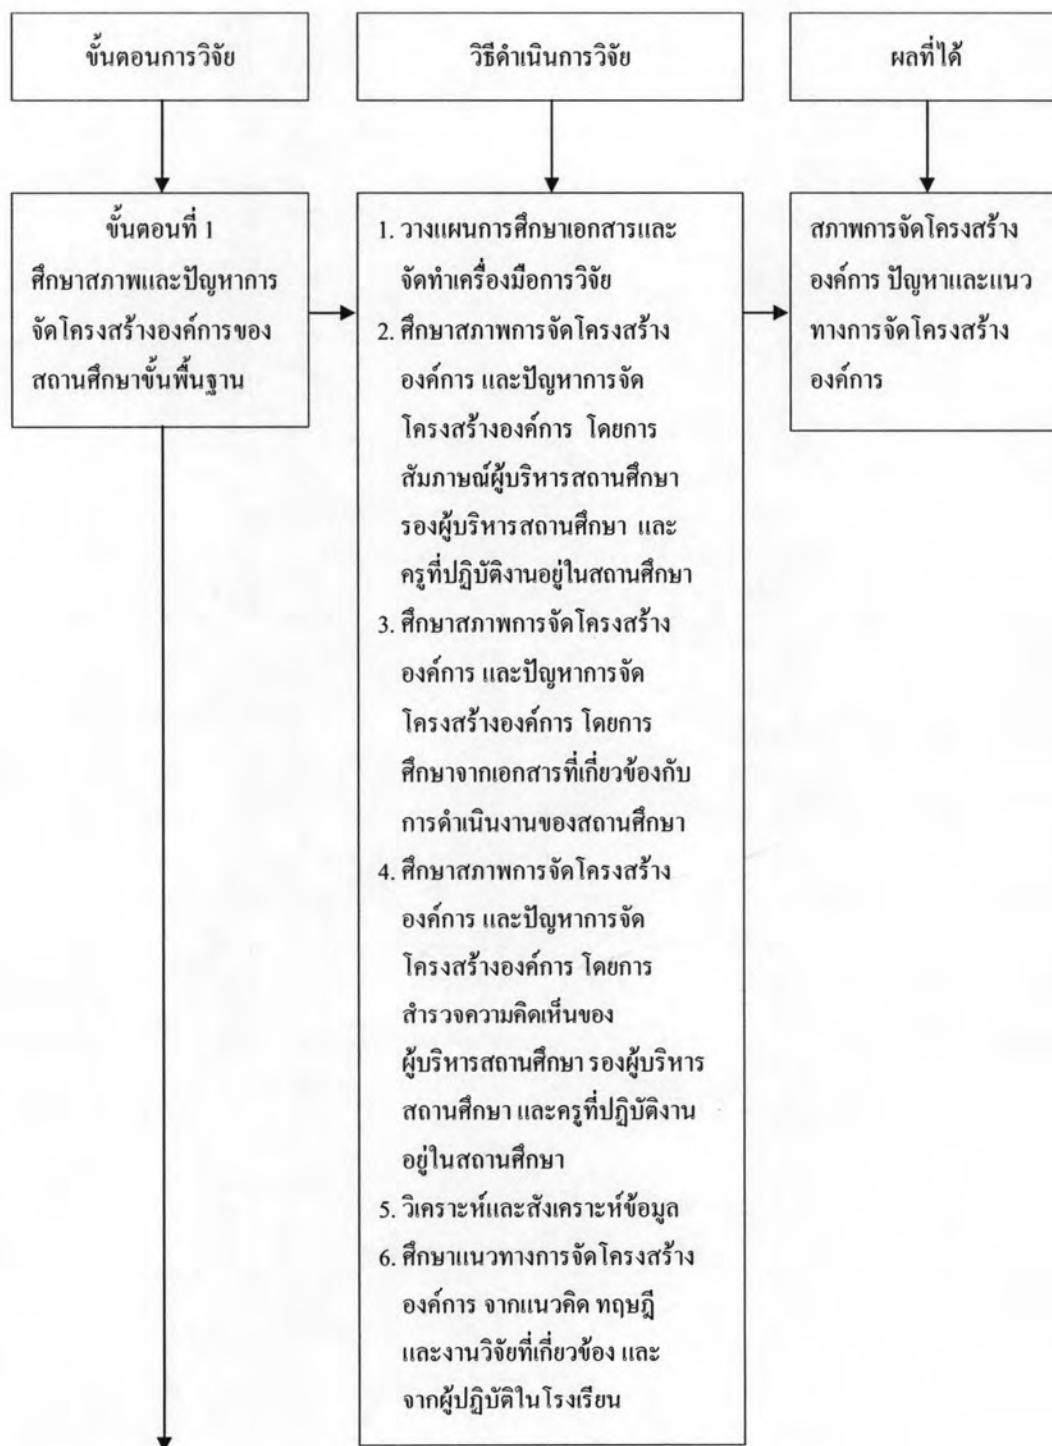 ขั้นตอนการวิจัย
วิธีดำเนินการวิจัย
ผลที่ได้
ขั้นตอนที่ 1
ศึกษาสภาพและปัญหาการ
จัดโครงสร้างองค์การของ
สถานศึกษาขั้นพื้นฐาน
1. วางแผนการศึกษาเอกสารและ
จัดทำเครื่องมือการวิจัย
2. ศึกษาสภาพการจัดโครงสร้าง
องค์การ และปัญหาการจัด
โครงสร้างองค์การ โดยการ
สัมภาษณ์ผู้บริหารสถานศึกษา
รองผู้บริหารสถานศึกษา และ
ครูที่ปฏิบัติงานอยู่ในสถานศึกษา
3. ศึกษาสภาพการจัดโครงสร้าง
องค์การ และปัญหาการจัด
โครงสร้างองค์การ โดยการ
ศึกษาจากเอกสารที่เกี่ยวข้องกับ
การดำเนินงานของสถานศึกษา
4. ศึกษาสภาพการจัดโครงสร้าง
องค์การ และปัญหาการจัด
โครงสร้างองค์การ โดยการ
สำรวจความคิดเห็นของ
ผู้บริหารสถานศึกษา รองผู้บริหาร
สถานศึกษา และครูที่ปฏิบัติงาน
อยู่ในสถานศึกษา
5. วิเคราะห์และสังเคราะห์ข้อมูล
6. ศึกษาแนวทางการจัดโครงสร้าง
องค์การ จากแนวคิด ทฤษฎี
และงานวิจัยที่เกี่ยวข้อง และ
จากผู้ปฏิบัติในโรงเรียน
สภาพการจัดโครงสร้าง
องค์การ ปัญหาและแนว
ทางการจัดโครงสร้าง
องค์การ